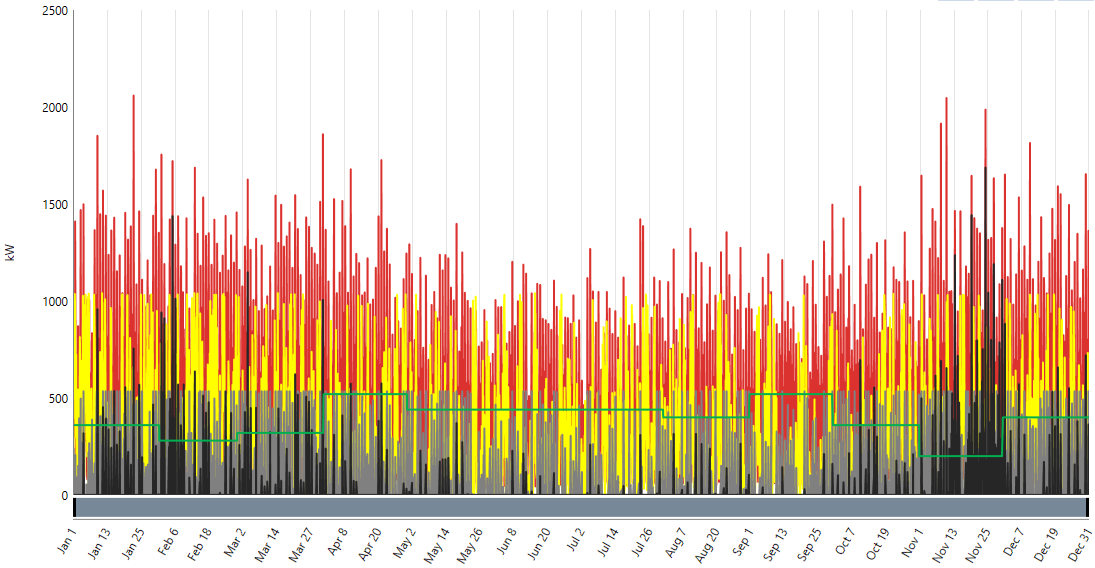 2500
2000
1500
1000
500
0
kW
Jan 1
Jan 13
Jan 25
Feb 6
Feb 18
Mar 2
Mar 14
Mar 27
Apr 8
Apr 20
May 2
May 14
May 26
Jun 8
Jun 20
Jul 2
Jul 14
Jul 26
Aug 7
Aug 20
Sep 1
Sep 13
Sep 25
Oct 7
Oct 19
Nov 1
Nov 13
Nov 25
Dec 7
Dec 19
Dec 31